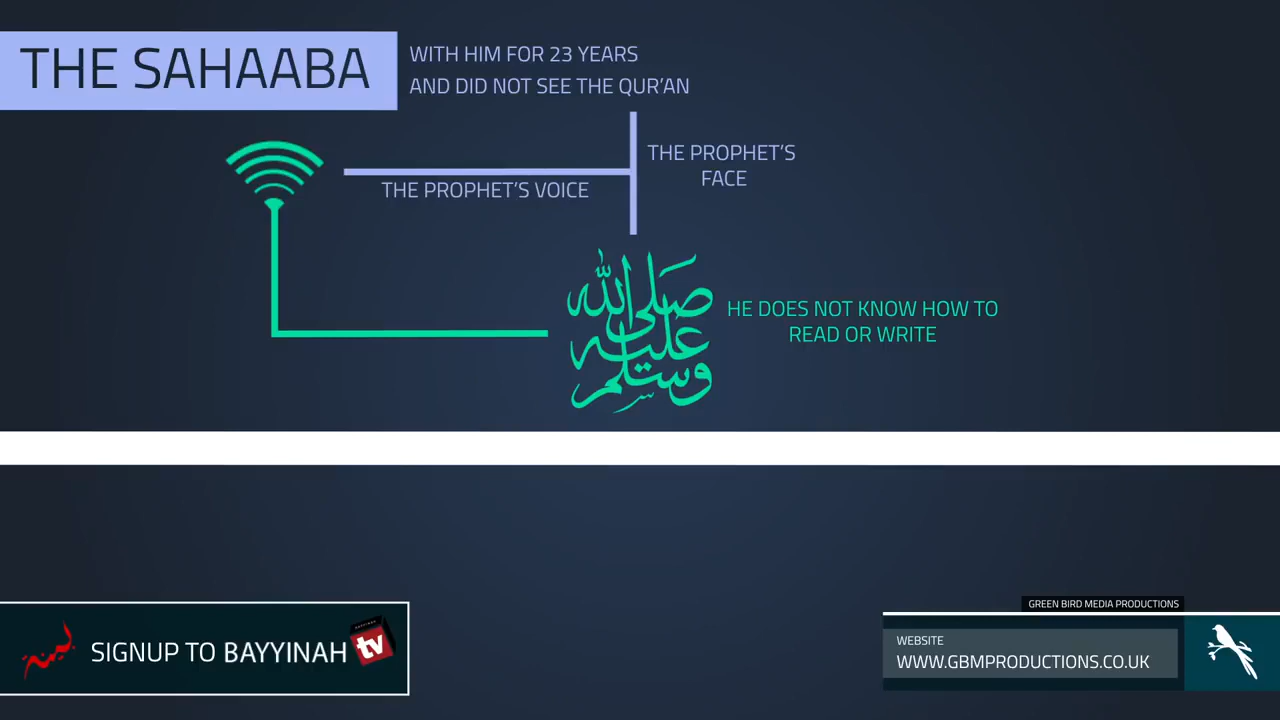 THE SAHAABA
WITH HIM FOR 23 YEARS
AND DID NOT SEE THE QUR’AN
THE PROPHET’S
FACE
THE PROPHET’S VOICE
صلى الله
عليه
وسلم
HE DOES NOT KNOW HOW TO
READ OR WRITE
GREEN BIRD MEDIA PRODUCTIONS
بينة
SIGNUP TO BAYYINAH
BAYYINAH
tv
WEBSITE
WWW.GBMPRODUCTIONS.CO.UK